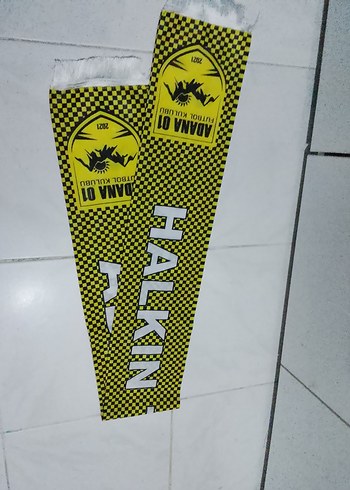 2021
ADANA 01
FUTBOL KULÜBÜ
2021
ADANA 01
FUTBOL KULÜBÜ
HALKIN